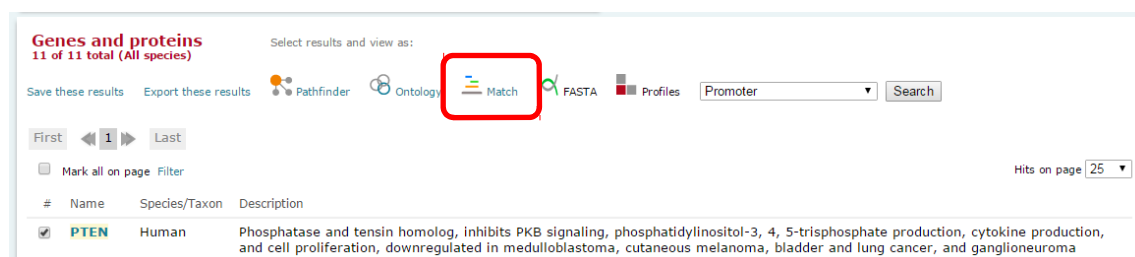 Genes and proteins
11 of 11 total (All species)
Select results and view as:
Save these results Export these results Pathfinder Ontology Match FASTA Profiles Promoter Search
First 1 Last
Mark all on page Filter
Hits on page 25
# Name Species/Taxon Description
PTEN Human Phosphatase and tensin homolog, inhibits PKB signaling, phosphatidylinositol-3, 4, 5-trisphosphate production, cytokine production,
and cell proliferation, downregulated in medulloblastoma, cutaneous melanoma, bladder and lung cancer, and ganglioneuroma